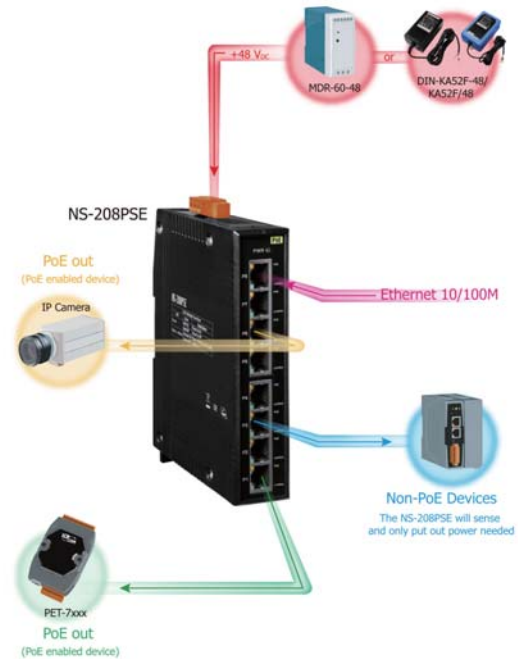 +48 VDC
MDR-60-48
or
DIN-KA52F-48/
KA52F/48
NS-208PSE
PSE
PoE out
(PoE enabled device)
IP Camera
Ethernet 10/100M
Non-PoE Devices
The NS-208PSE will sense
and only put out power needed
PET-7xxx
PoE out
(PoE enabled device)